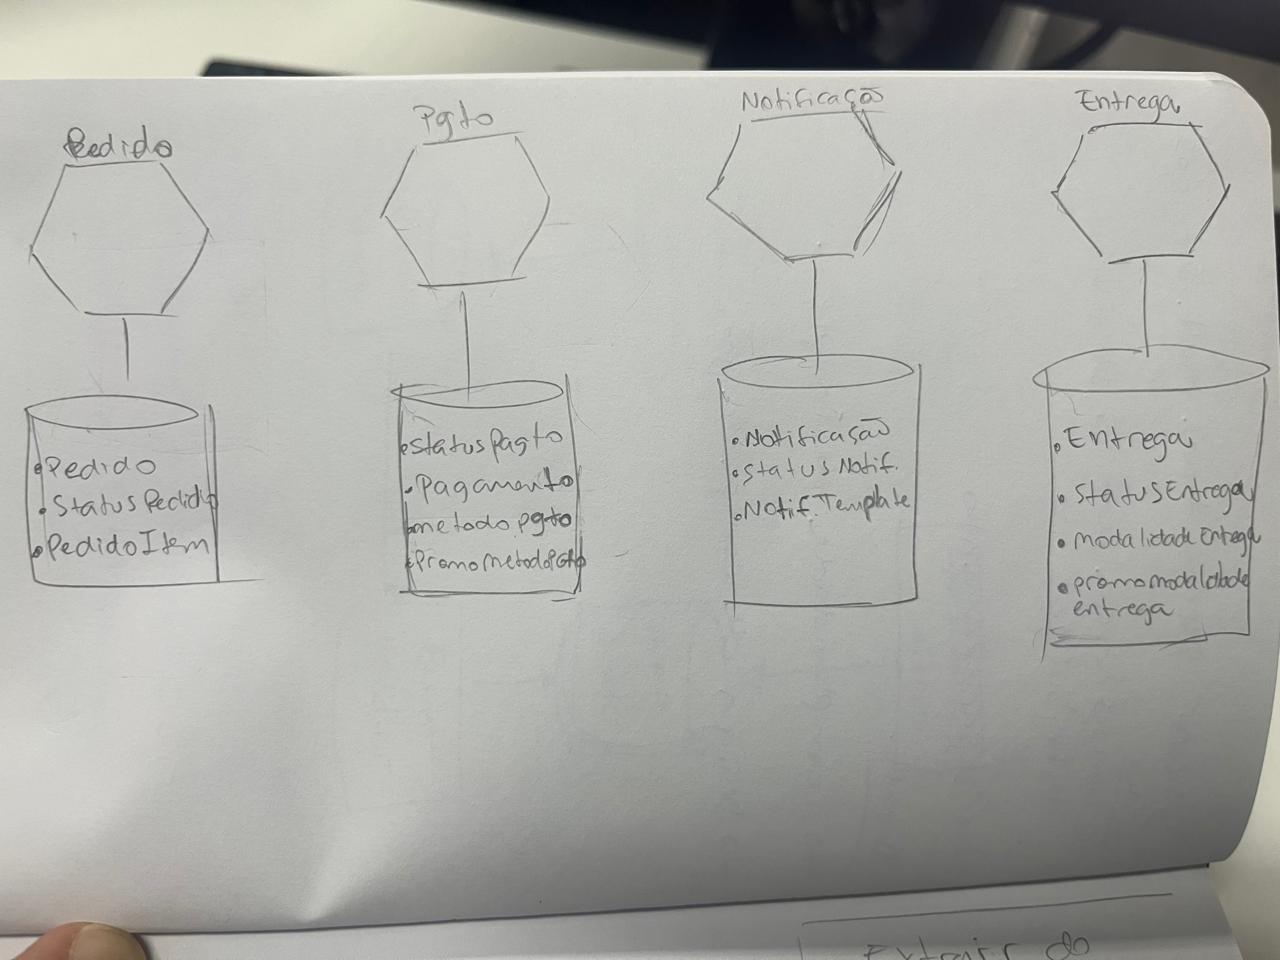 Pedido
Pgto
Notificação
Entrega
Pedido
Status Pedido
Pedido Item
Status Pagto
Pagamento
metodo pgto
Promo metodo Pgto
Notificasão
Status Notif.
Notif. Template
Entrega
Status Entrega
modalidade Entrega
promo modalidade
entrega
Extrair do